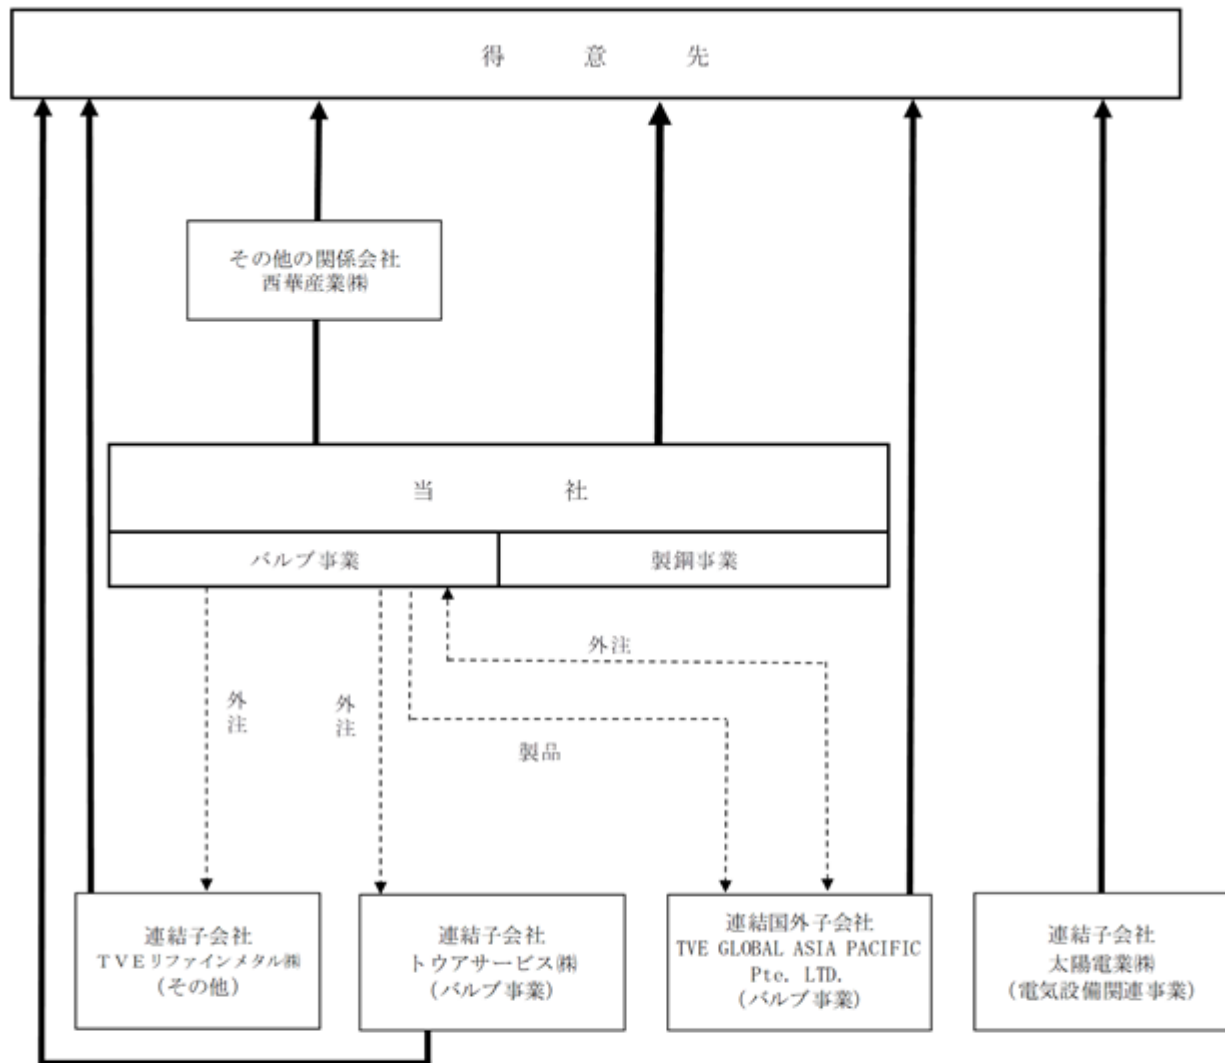 得意先
その他の関係会社
西華産業㈱
当社
バルブ事業
製鋼事業
外注
外注
外注
製品
連結子会社
TVEリファインメタル㈱
(その他)
連結子会社
トウアサービス㈱
(バルブ事業)
連結国外子会社
TVE GLOBAL ASIA PACIFIC
Pte. LTD.
(バルブ事業)
連結子会社
太陽電業㈱
(電気設備関連事業)